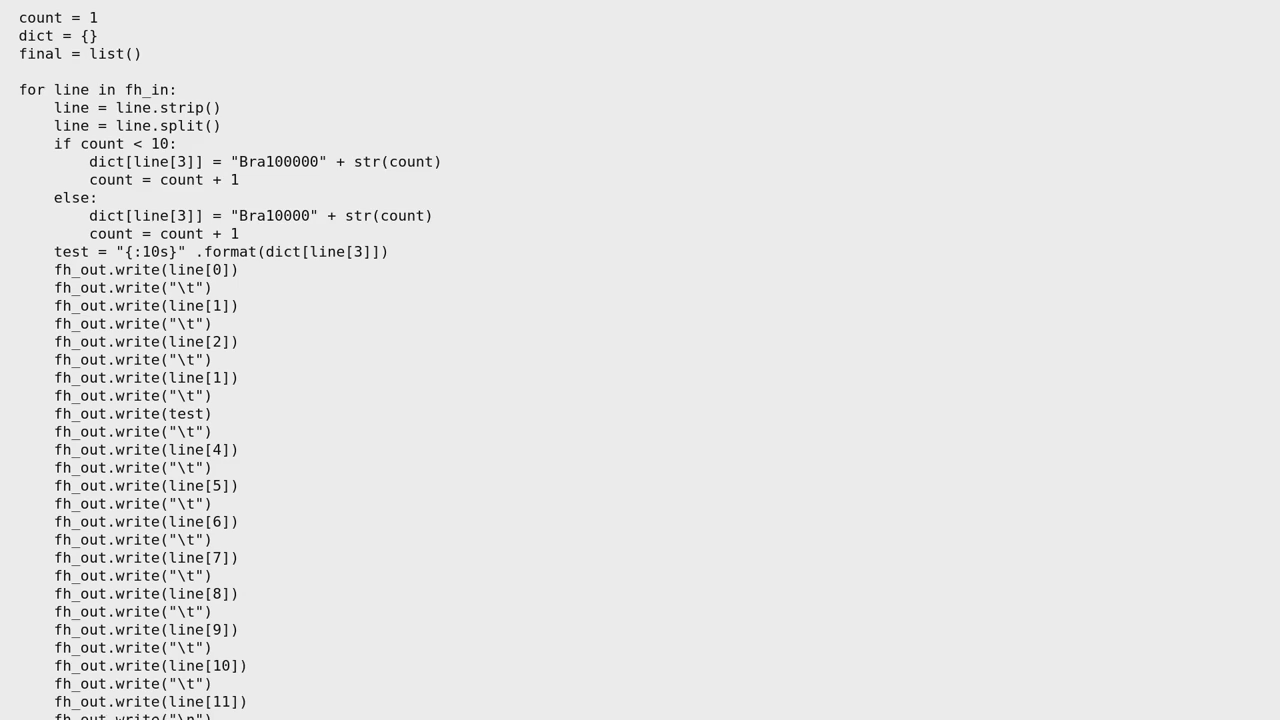 count = 1
dict = {}
final = list()

for line in fh_in:
    line = line.strip()
    line = line.split()
    if count < 10:
        dict[line[3]] = "Bra100000" + str(count)
        count = count + 1
    else:
        dict[line[3]] = "Bra10000" + str(count)
        count = count + 1
    test = "{:10s}" .format(dict[line[3]])
    fh_out.write(line[0])
    fh_out.write("\t")
    fh_out.write(line[1])
    fh_out.write("\t")
    fh_out.write(line[2])
    fh_out.write("\t")
    fh_out.write(line[1])
    fh_out.write("\t")
    fh_out.write(test)
    fh_out.write("\t")
    fh_out.write(line[4])
    fh_out.write("\t")
    fh_out.write(line[5])
    fh_out.write("\t")
    fh_out.write(line[6])
    fh_out.write("\t")
    fh_out.write(line[7])
    fh_out.write("\t")
    fh_out.write(line[8])
    fh_out.write("\t")
    fh_out.write(line[9])
    fh_out.write("\t")
    fh_out.write(line[10])
    fh_out.write("\t")
    fh_out.write(line[11])
    fh_out.write("\n")